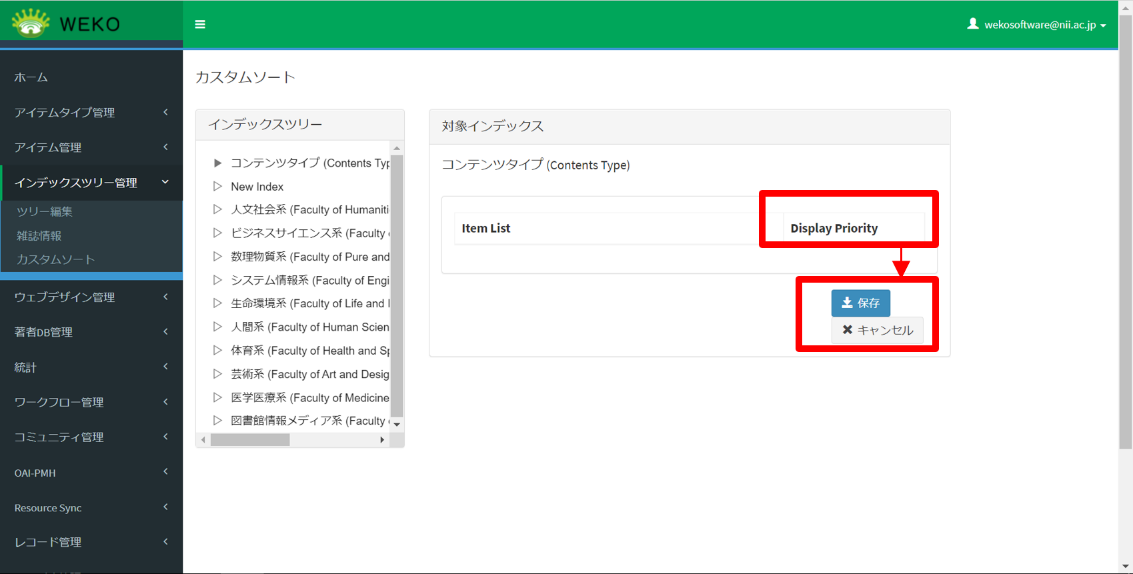 WEKO
wekosoftware@nii.ac.jp
ホーム
アイテムタイプ管理
アイテム管理
インデックスツリー管理
ツリー編集
雑誌情報
カスタムソート
ウェブデザイン管理
著者DB管理
統計
ワークフロー管理
コミュニティ管理
OAI-PMH
Resource Sync
レコード管理
カスタムソート
インデックスツリー
コンテンツタイプ (Contents Typ
New Index
人文社会系 (Faculty of Humaniti
ビジネスサイエンス系 (Faculty
数理物質系 (Faculty of Pure and
システム情報系 (Faculty of Engi
生命環境系 (Faculty of Life and
人間系 (Faculty of Human Scien
体育系 (Faculty of Health and Sp
芸術系 (Faculty of Art and Desig
医学医療系 (Faculty of Medicine
図書館情報メディア系 (Faculty
対象インデックス
コンテンツタイプ (Contents Type)
Item List
Display Priority
保存
キャンセル